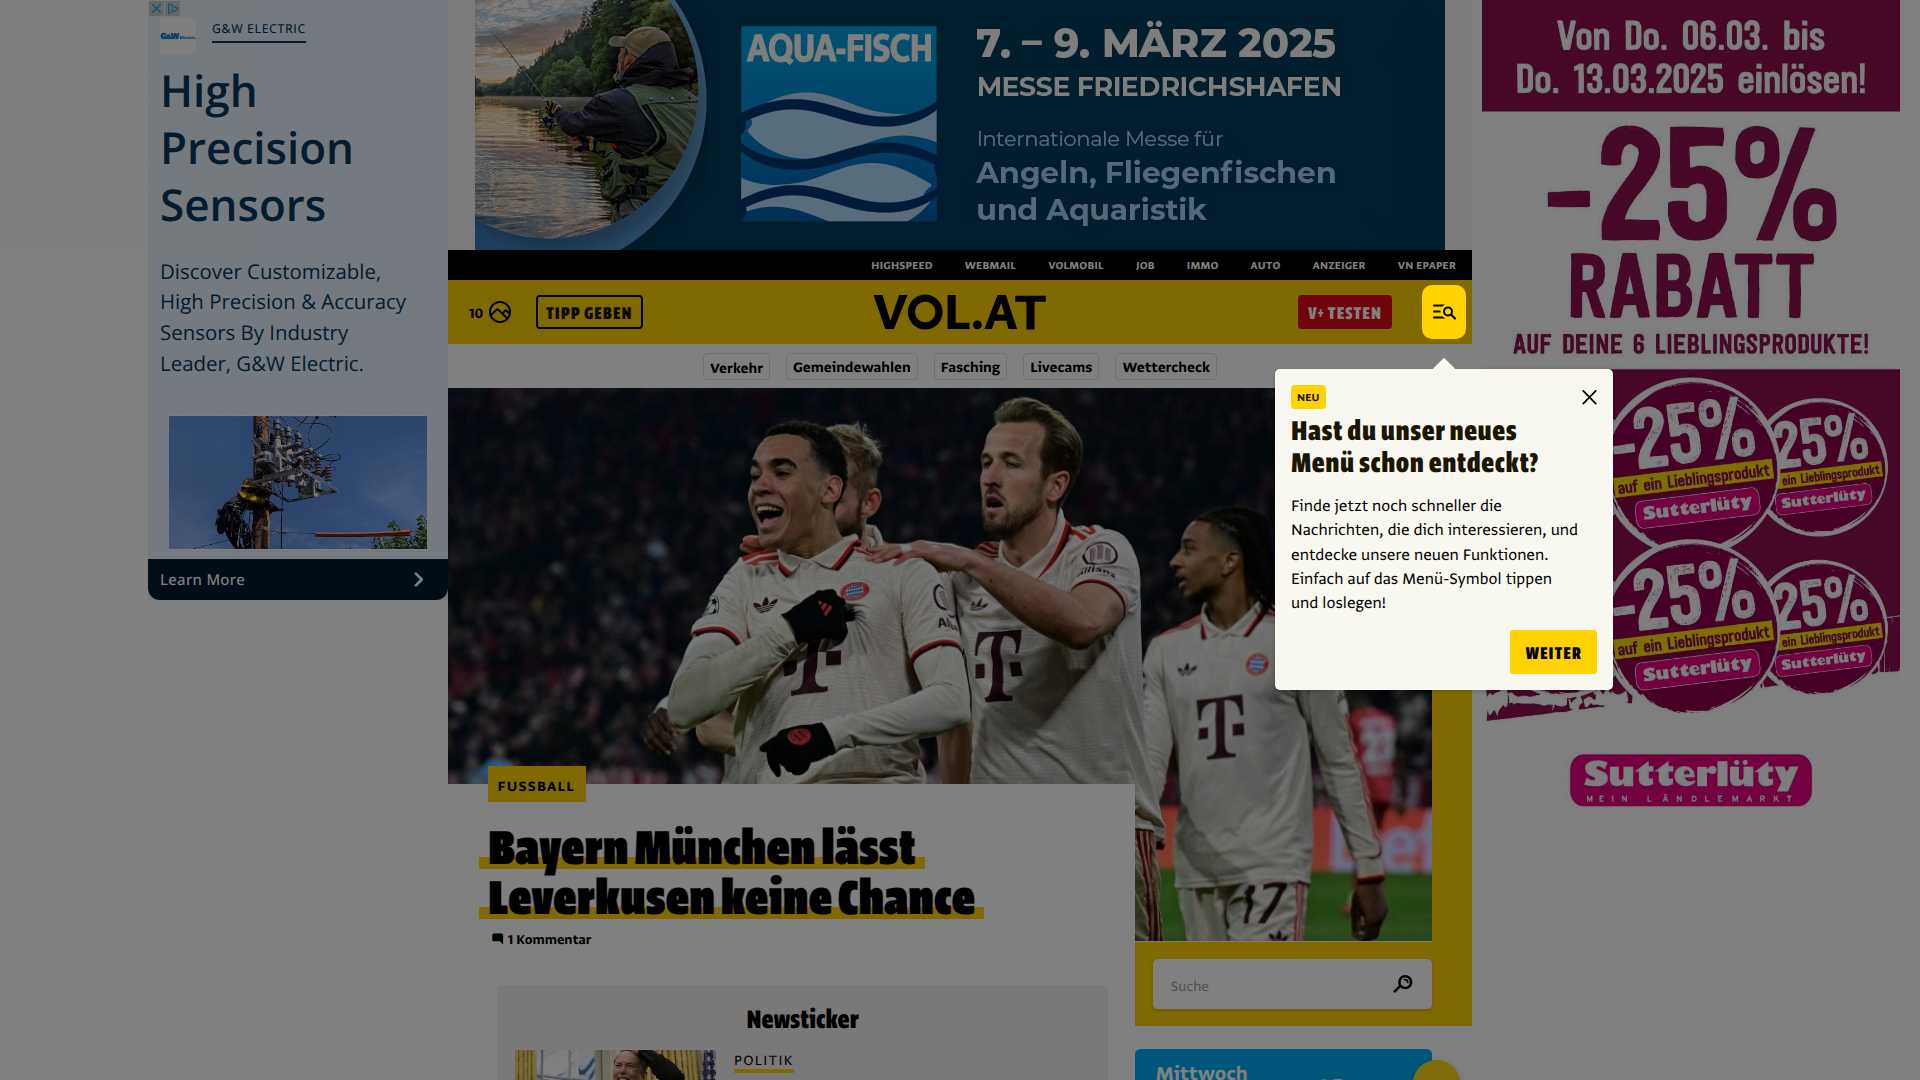 G&W ELECTRIC
High
Precision
Sensors
Discover Customizable,
High Precision & Accuracy
Sensors By Industry
Leader, G&W Electric.
Learn More
AQUA-FISCH
7. – 9. MÄRZ 2025
MESSE FRIEDRICHSHAFEN
Internationale Messe für
Angeln, Fliegenfischen
und Aquaristik
HIGHSPEED WEBMAIL VOLMOBIL JOB IMMO AUTO ANZEIGER VN EPAPER
10 TIPP GEBEN VOL.AT V+ TESTEN
Verkehr Gemeindewahlen Fasching Livecams Wettercheck
NEU
Hast du unser neues
Menü schon entdeckt?
Finde jetzt noch schneller die
Nachrichten, die dich interessieren, und
entdecke unsere neuen Funktionen.
Einfach auf das Menü-Symbol tippen
und loslegen!
WEITER
FUSSBALL
Bayern München lässt
Leverkusen keine Chance
1 Kommentar
Newsticker
POLITIK
Suche
Mittwoch
Von Do. 06.03. bis
Do. 13.03.2025 einlösen!
-25%
RABATT
AUF DEINE 6 LIEBLINGSPRODUKTE!
-25%
auf ein Lieblingsprodukt
Sutterlüty
25%
ein Lieblingsprodukt
Sutterlüty
-25%
auf ein Lieblingsprodukt
Sutterlüty
25%
ein Lieblingsprodukt
Sutterlüty
Sutterlüty
MEIN LÄNDLEMARKT